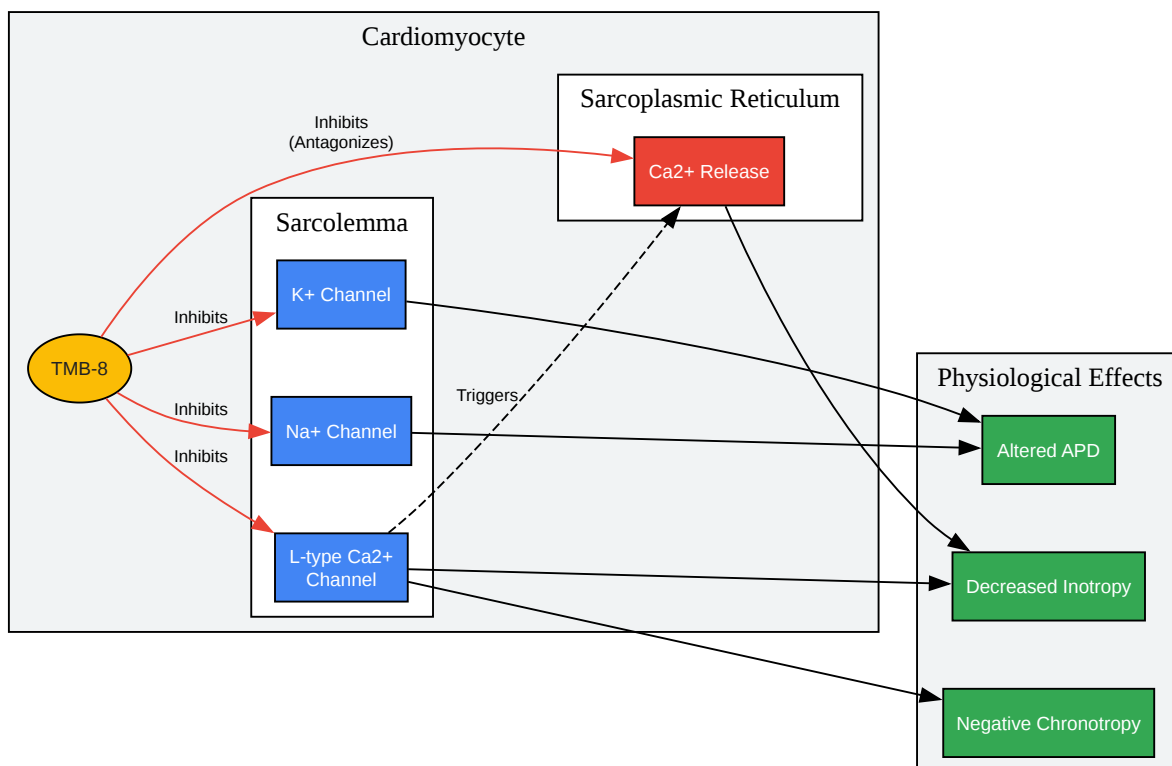 Cardiomyocyte
Sarcoplasmic Reticulum
Inhibits
(Antagonizes)
Ca2+ Release
Sarcolemma
K+ Channel
Inhibits
TMB-8
Physiological Effects
Triggers
Inhibits
Na+ Channel
Altered APD
Inhibits
L-type Ca2+
Channel
Decreased Inotropy
Negative Chronotropy